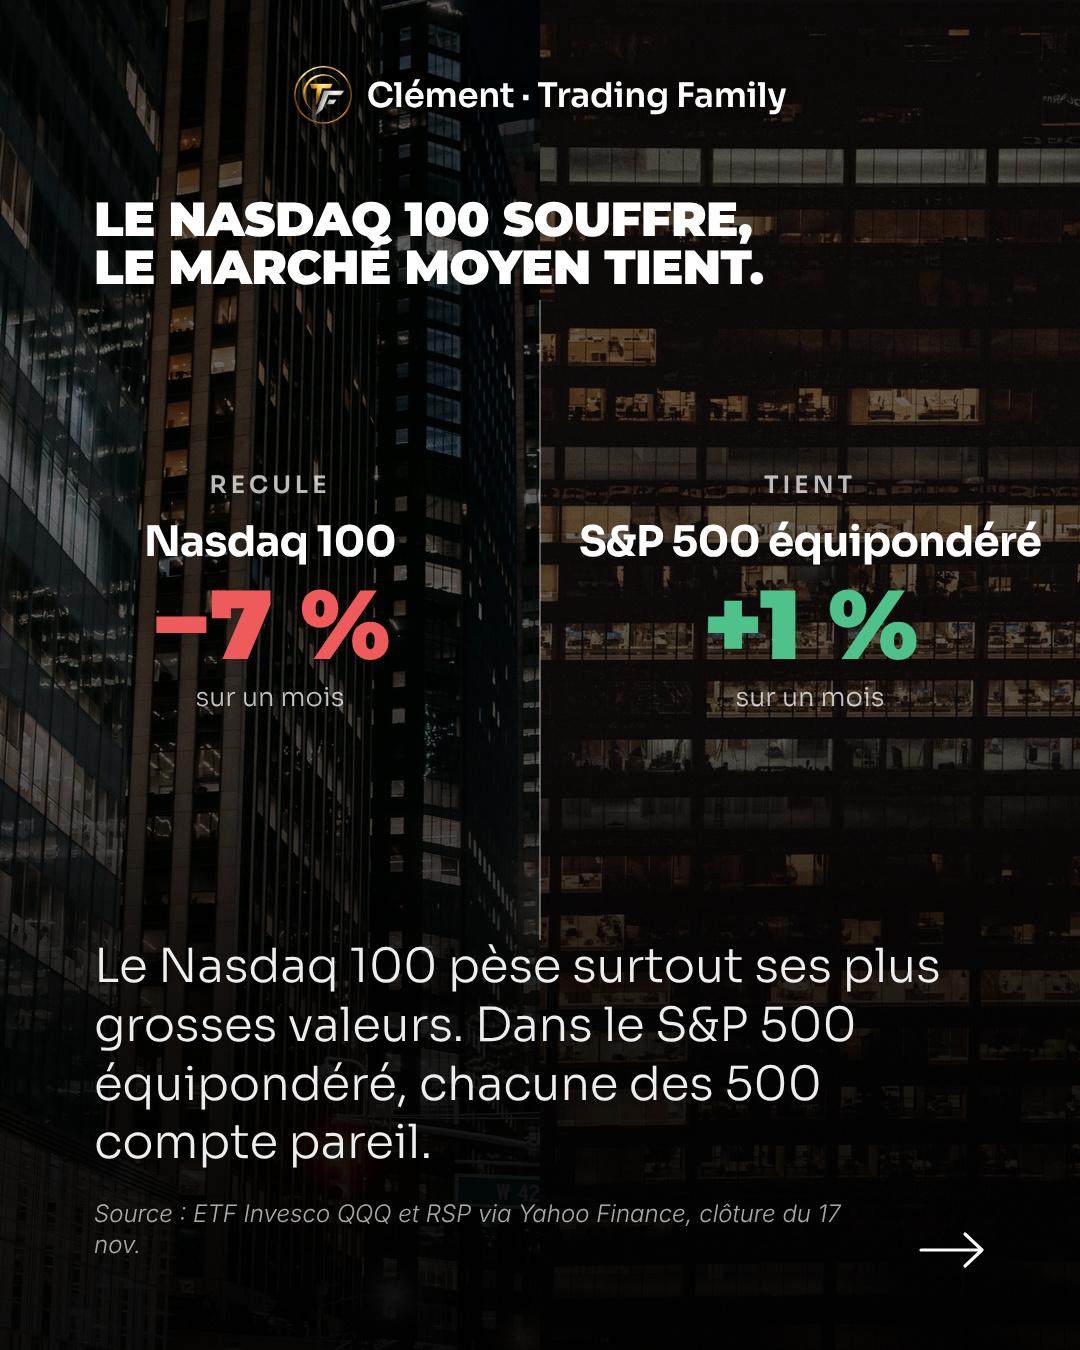 TF
Clément · Trading Family
LE NASDAQ 100 SOUFFRE,
LE MARCHÉ MOYEN TIENT.
RECULE
Nasdaq 100
–7 %
sur un mois
TIENT
S&P 500 équipondéré
+1 %
sur un mois
Le Nasdaq 100 pèse surtout ses plus
grosses valeurs. Dans le S&P 500
équipondéré, chacune des 500
compte pareil.
W 42
Source : ETF Invesco QQQ et RSP via Yahoo Finance, clôture du 17
nov.